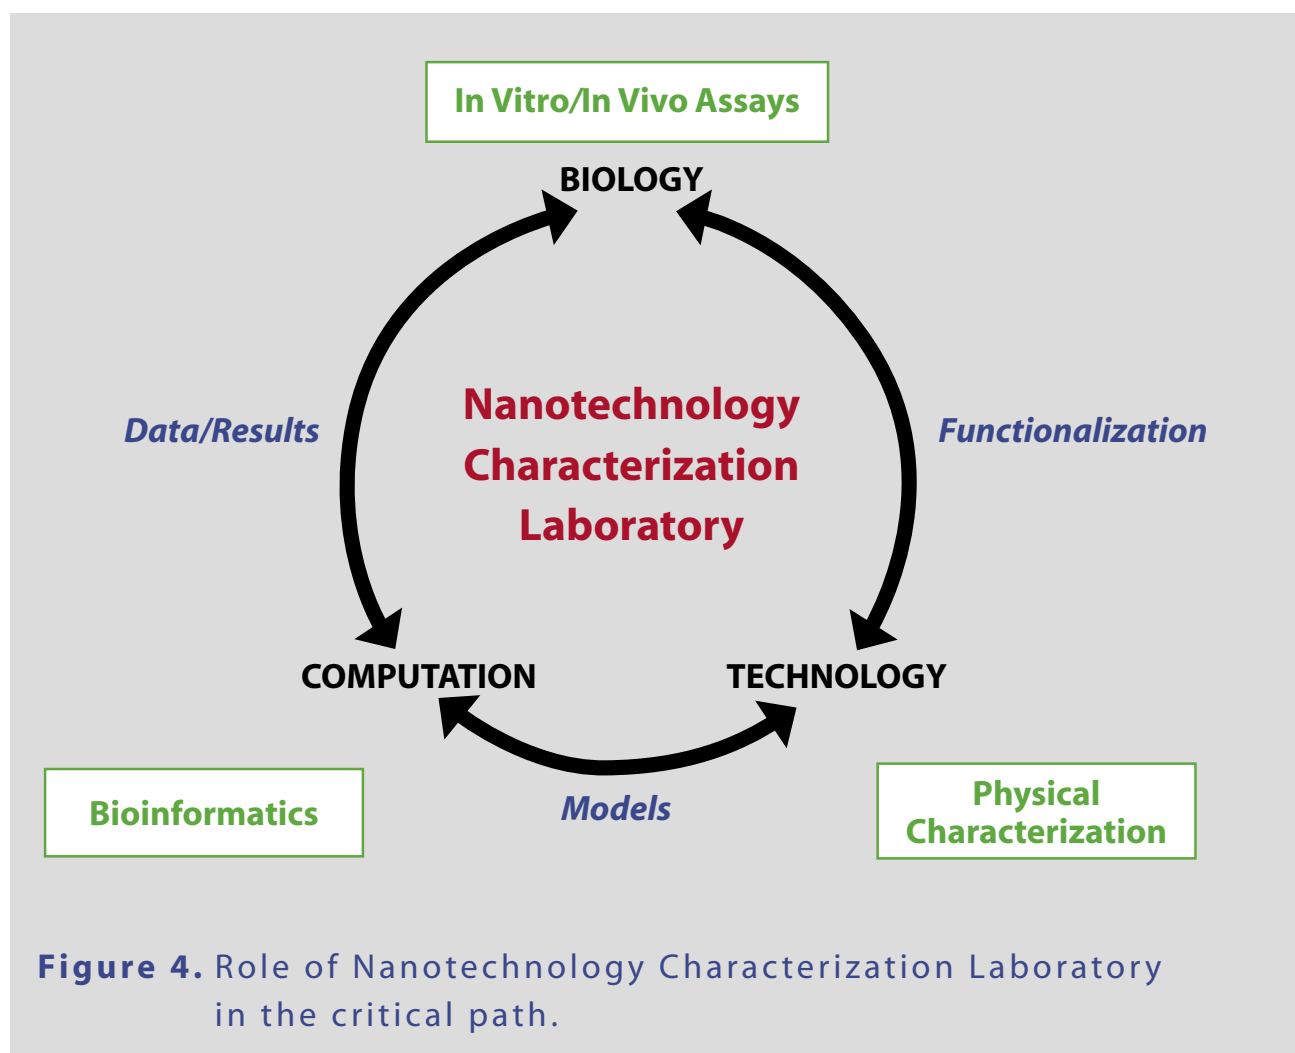 In Vitro/In Vivo Assays
BIOLOGY
Data/Results
Nanotechnology
Characterization
Laboratory
Functionalization
COMPUTATION
TECHNOLOGY
Bioinformatics
Models
Physical
Characterization
Figure 4. Role of Nanotechnology Characterization Laboratory
in the critical path.